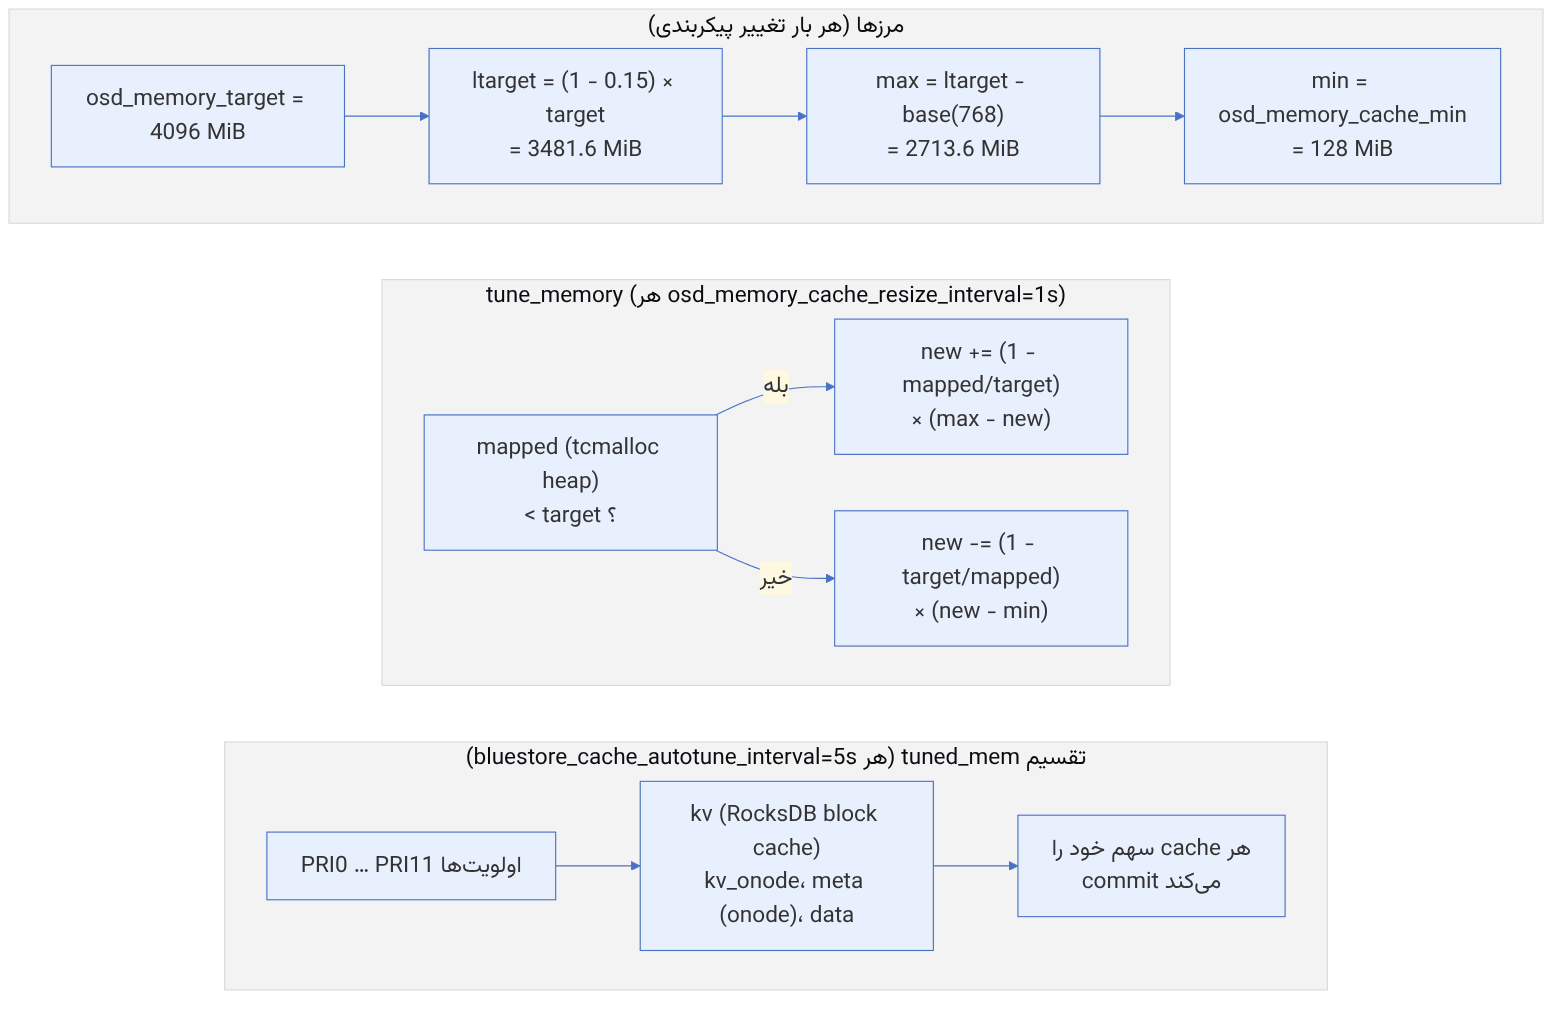 مرزها (هر بار تغییر پیکربندی)
osd_memory_target =
4096 MiB
ltarget = (1 - 0.15) ×
target
= 3481.6 MiB
max = ltarget -
base(768)
= 2713.6 MiB
min =
osd_memory_cache_min
= 128 MiB
tune_memory (هر osd_memory_cache_resize_interval=1s)
mapped (tcmalloc
heap)
< target ؟
بله
new += (1 -
mapped/target)
× (max - new)
خیر
new -= (1 -
target/mapped)
× (new - min)
تقسیم tuned_mem (هر bluestore_cache_autotune_interval=5s)
اولویت‌ها PRI0 ... PRI11
kv (RocksDB block
cache)
kv_onode، meta
(onode)، data
هر cache سهم خود را
commit می‌کند